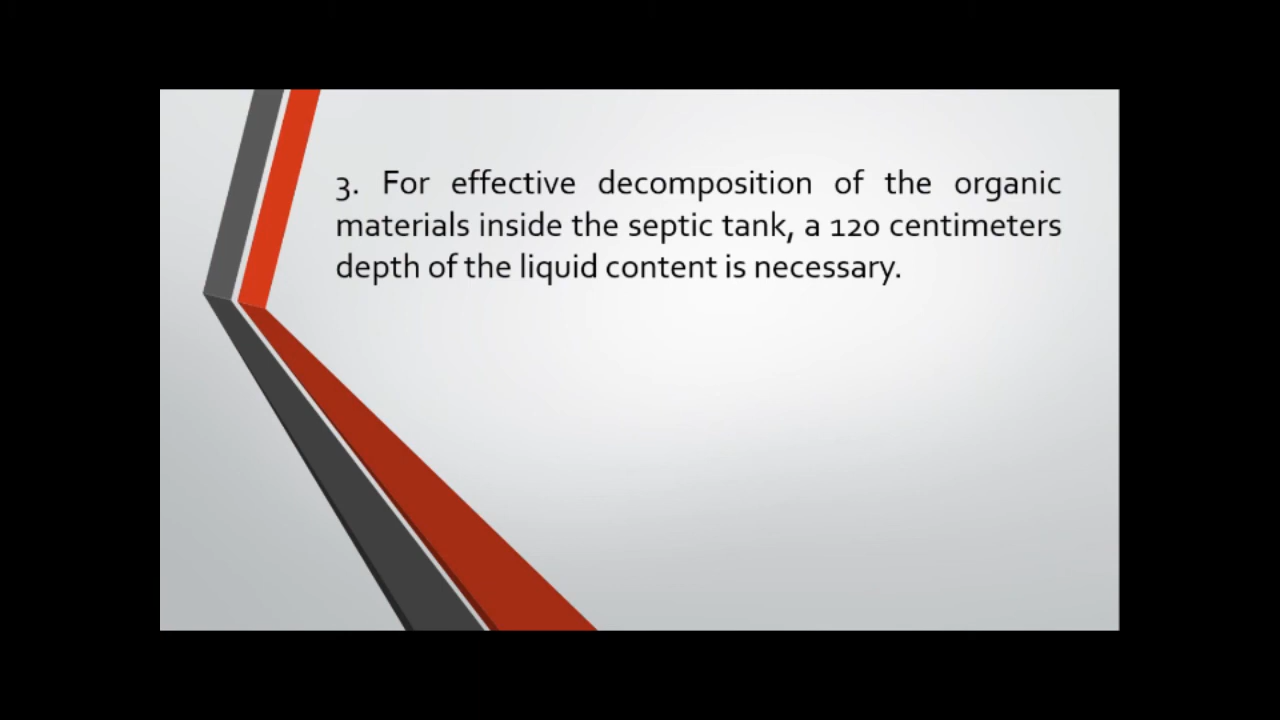 3. For effective decomposition of the organic
materials inside the septic tank, a 120 centimeters
depth of the liquid content is necessary.